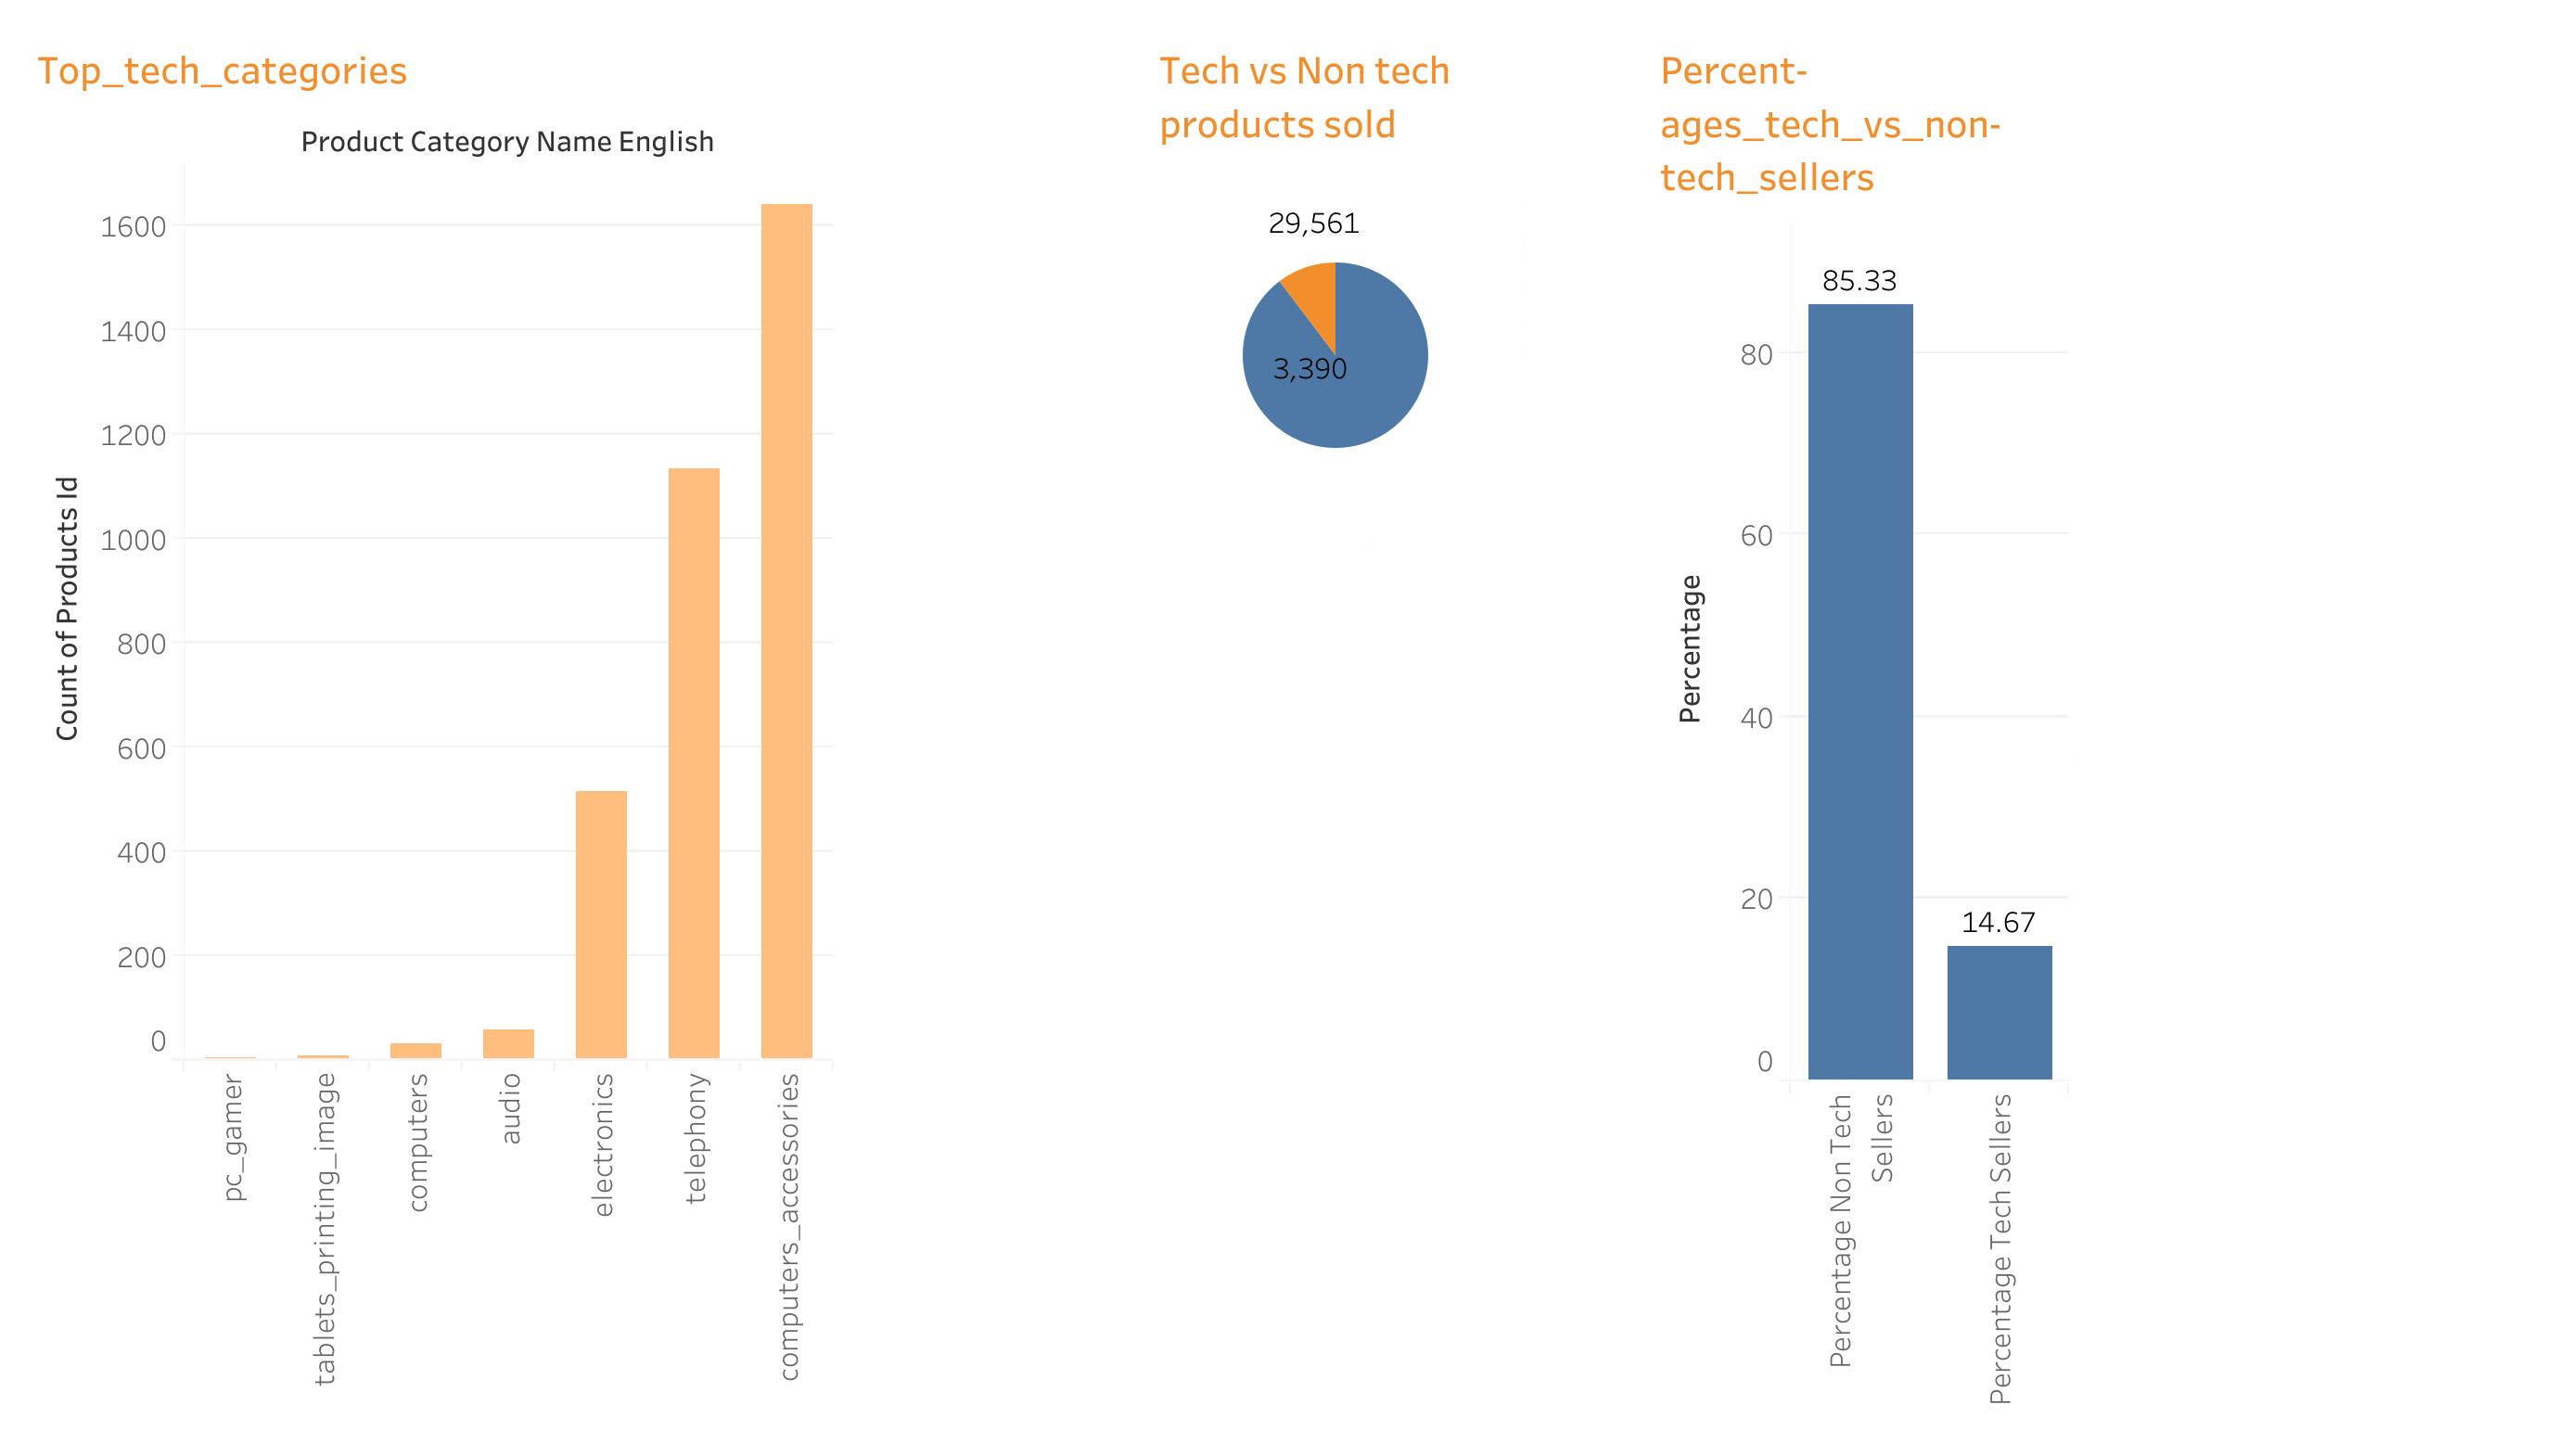 Top_tech_categories
Product Category Name English
Count of Products Id
1600
1400
1200
1000
800
600
400
200
0
pc_gamer
tablets_printing_image
computers
audio
electronics
telephony
computers_accessories
Tech vs Non tech
products sold
29,561
3,390
Percent-
ages_tech_vs_non-
tech_sellers
Percentage
80
60
40
20
0
85.33
14.67
Percentage Non Tech
Sellers
Percentage Tech Sellers